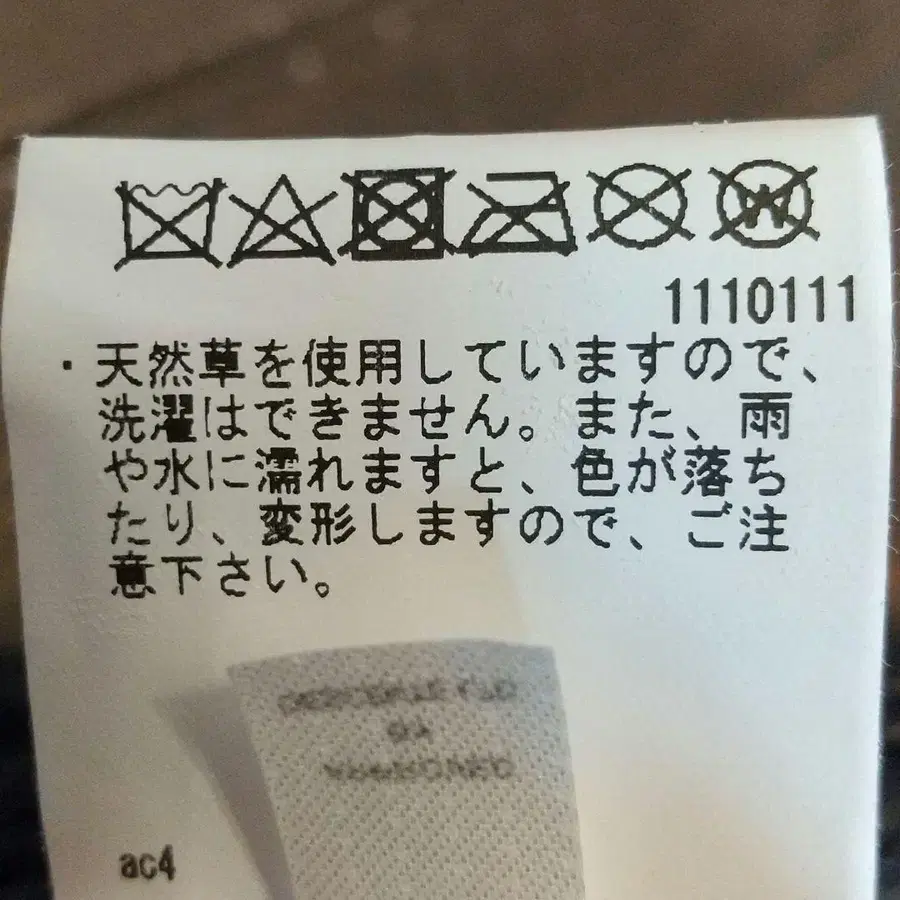 1110111
・天然草を使用していますので、
洗濯はできません。また、雨
や水に濡れますと、色が落ち
たり、変形しますので、ご注
意下さい。
ac4